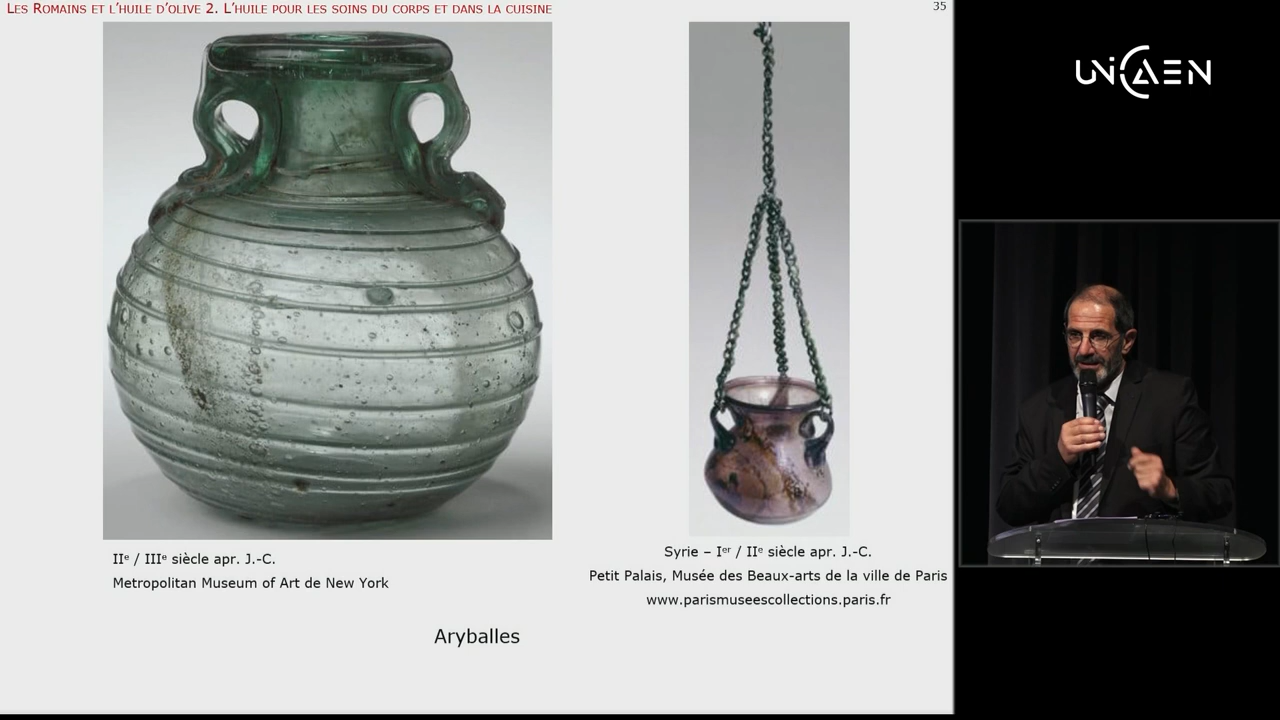 Les Romains et l'huile d'olive 2. L'huile pour les soins du corps et dans la cuisine
35
UNICAEN
IIᵉ / IIIᵉ siècle apr. J.-C.
Metropolitan Museum of Art de New York
Syrie – Iᵉʳ / IIᵉ siècle apr. J.-C.
Petit Palais, Musée des Beaux-arts de la ville de Paris
www.parismuseescollections.paris.fr
Aryballes